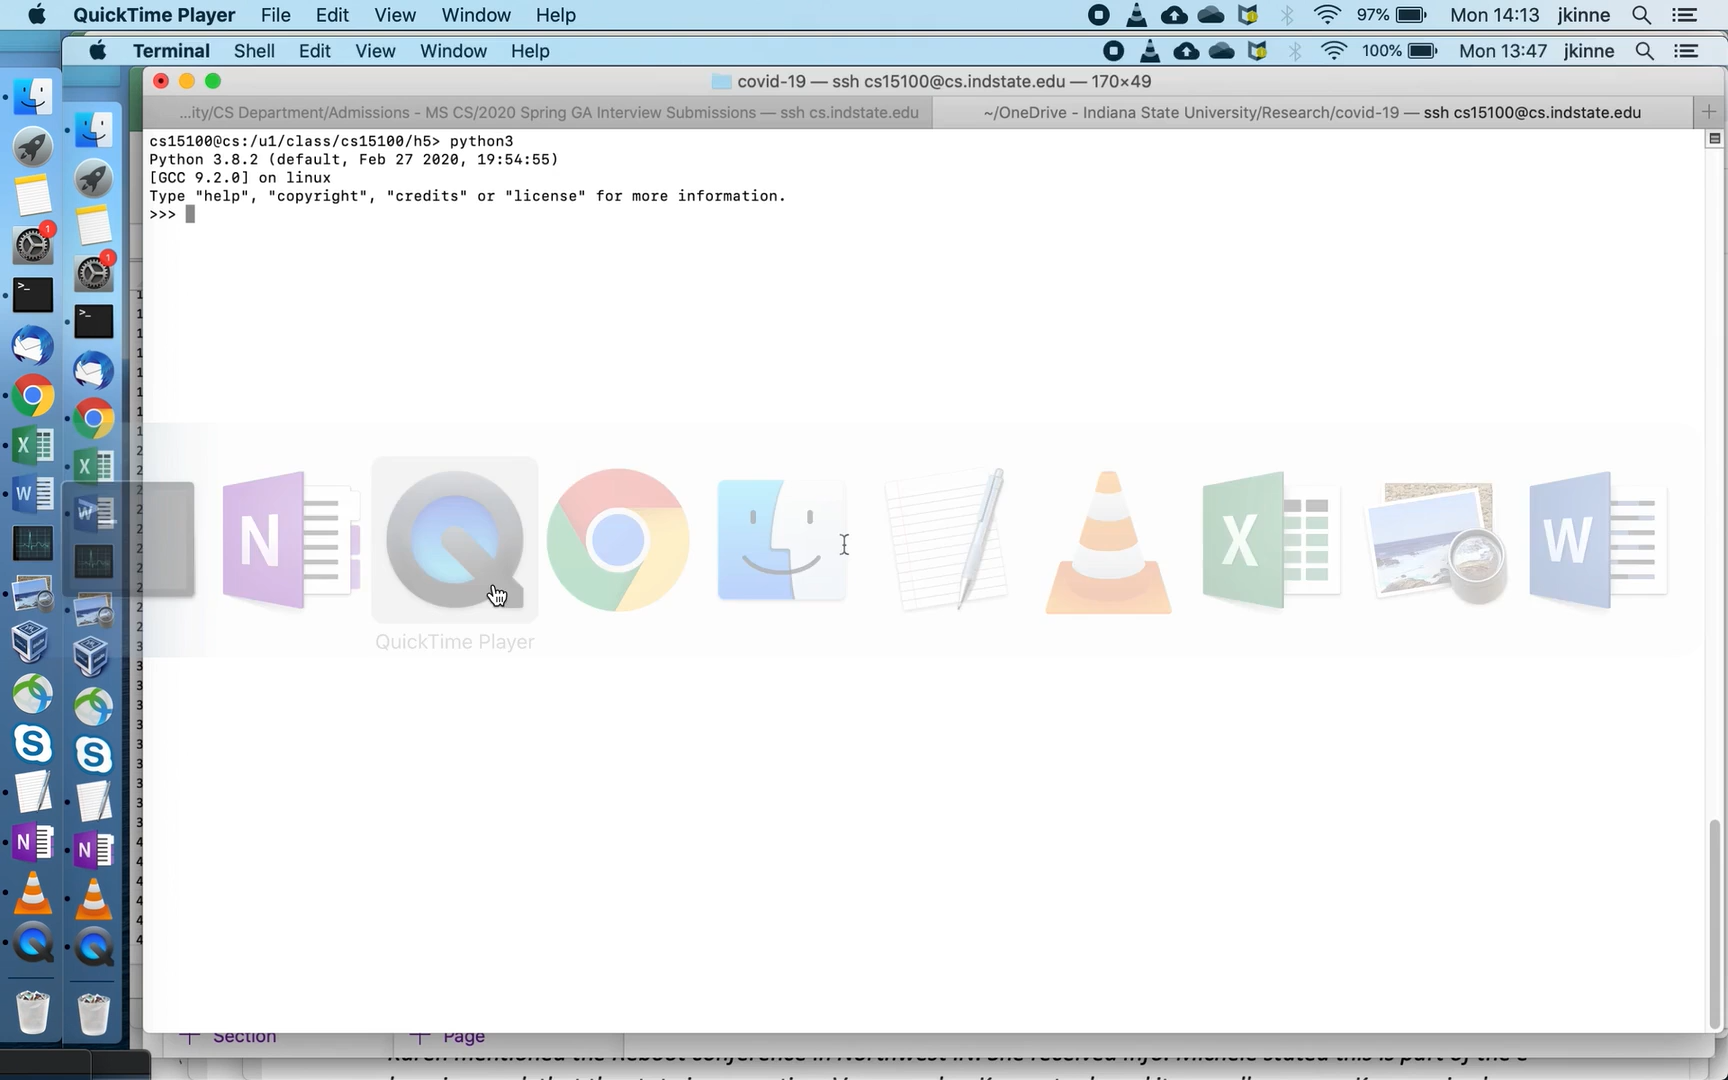 QuickTime Player File Edit View Window Help 97% Mon 14:13 jkinne
Terminal Shell Edit View Window Help 100% Mon 13:47 jkinne
covid-19 — ssh cs15100@cs.indstate.edu — 170×49
...ity/CS Department/Admissions - MS CS/2020 Spring GA Interview Submissions — ssh cs.indstate.edu
~/OneDrive - Indiana State University/Research/covid-19 — ssh cs15100@cs.indstate.edu
cs15100@cs:/u1/class/cs15100/h5> python3
Python 3.8.2 (default, Feb 27 2020, 19:54:55)
[GCC 9.2.0] on linux
Type "help", "copyright", "credits" or "license" for more information.
>>>
QuickTime Player
+ Section + Page